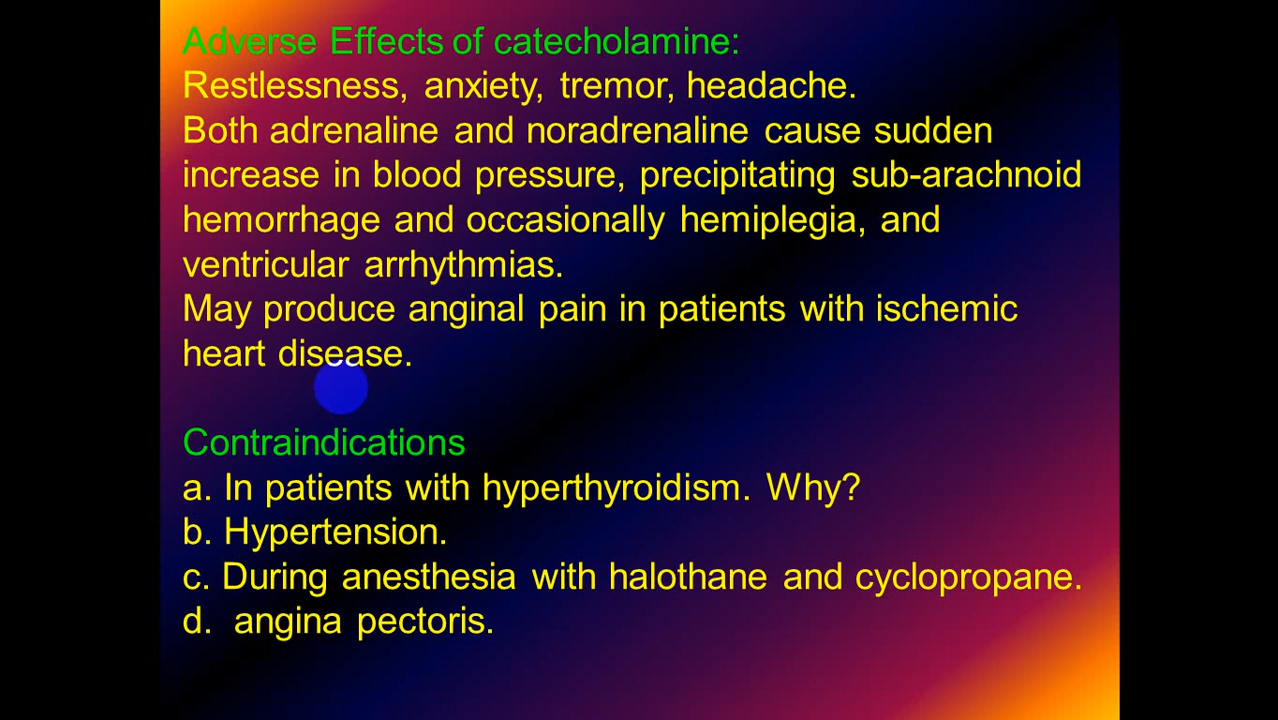 Adverse Effects of catecholamine:
Restlessness, anxiety, tremor, headache.
Both adrenaline and noradrenaline cause sudden
increase in blood pressure, precipitating sub-arachnoid
hemorrhage and occasionally hemiplegia, and
ventricular arrhythmias.
May produce anginal pain in patients with ischemic
heart disease.
Contraindications
a. In patients with hyperthyroidism. Why?
b. Hypertension.
c. During anesthesia with halothane and cyclopropane.
d. angina pectoris.